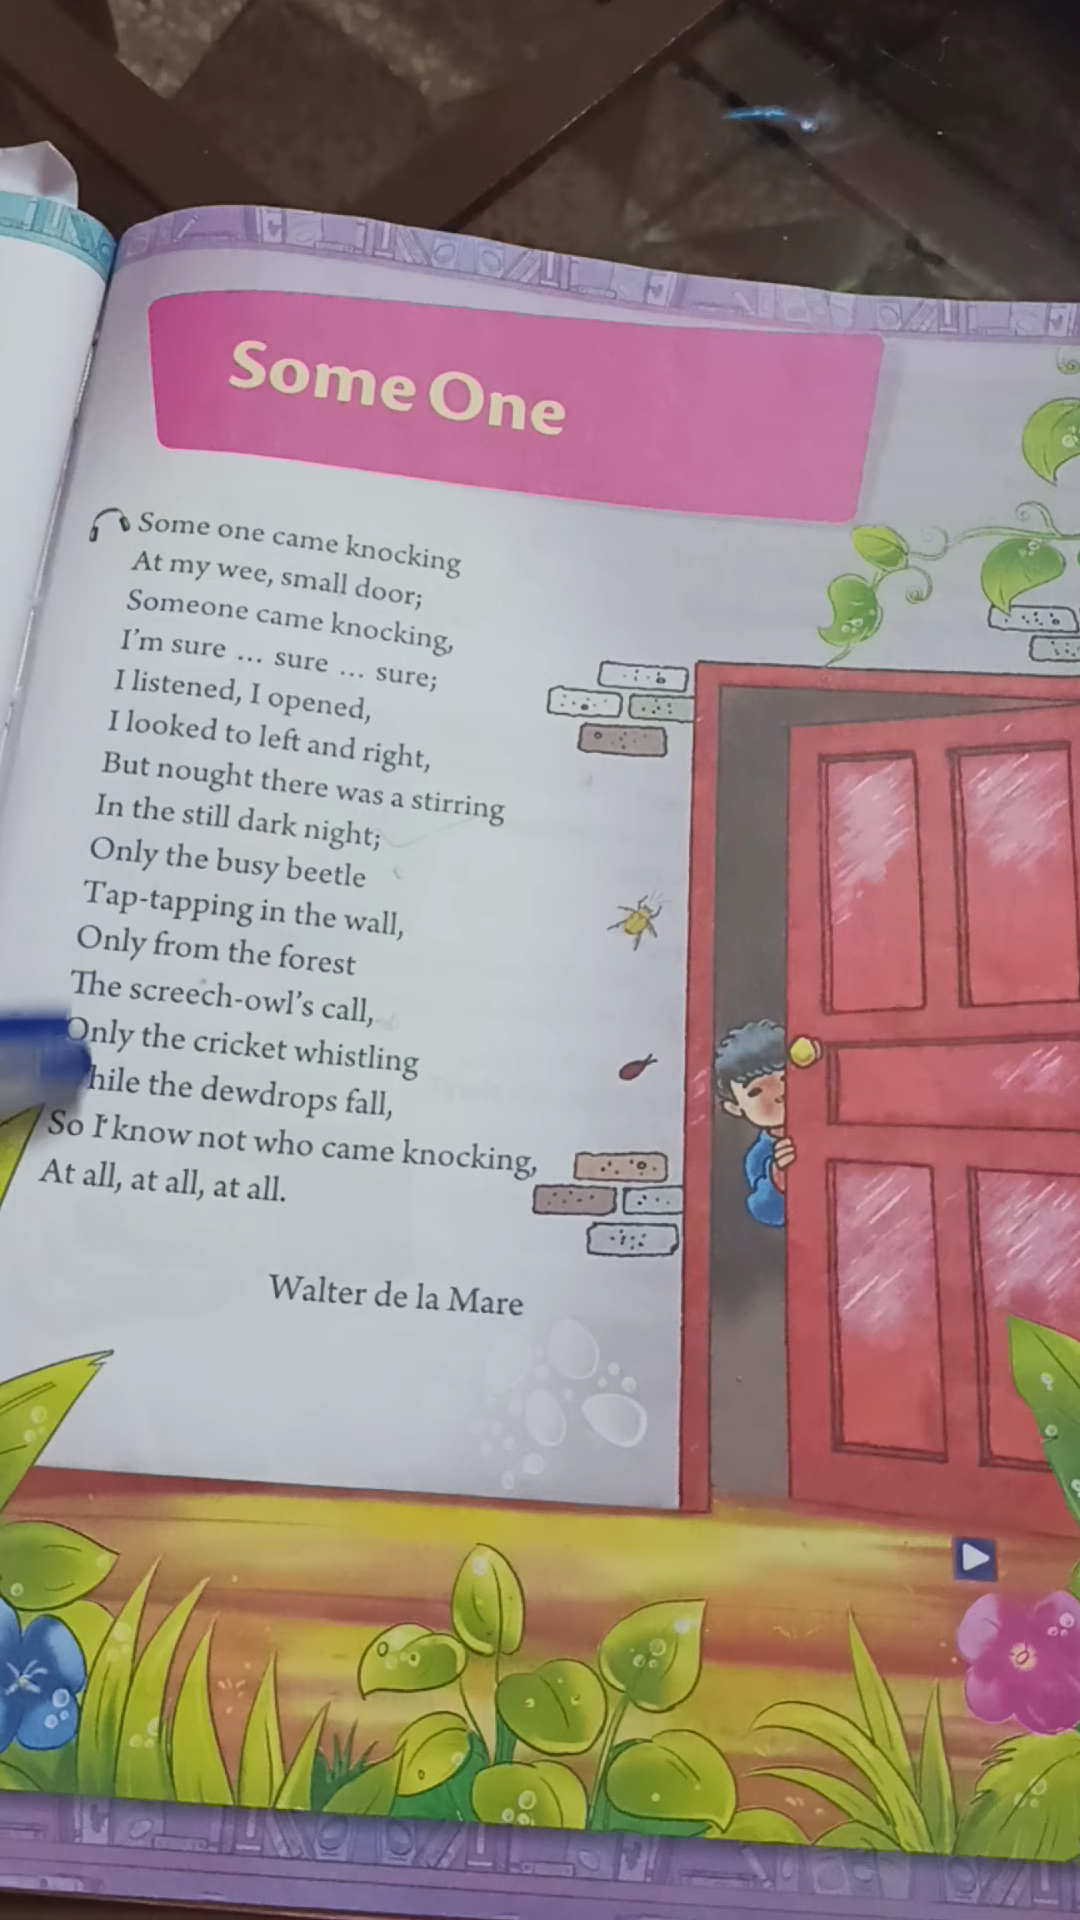 Some One
Some one came knocking
At my wee, small door;
Someone came knocking,
I'm sure ... sure ... sure;
I listened, I opened,
I looked to left and right,
But nought there was a stirring
In the still dark night;
Only the busy beetle
Tap-tapping in the wall,
Only from the forest
The screech-owl's call,
Only the cricket whistling
hile the dewdrops fall,
So I know not who came knocking,
At all, at all, at all.
Walter de la Mare